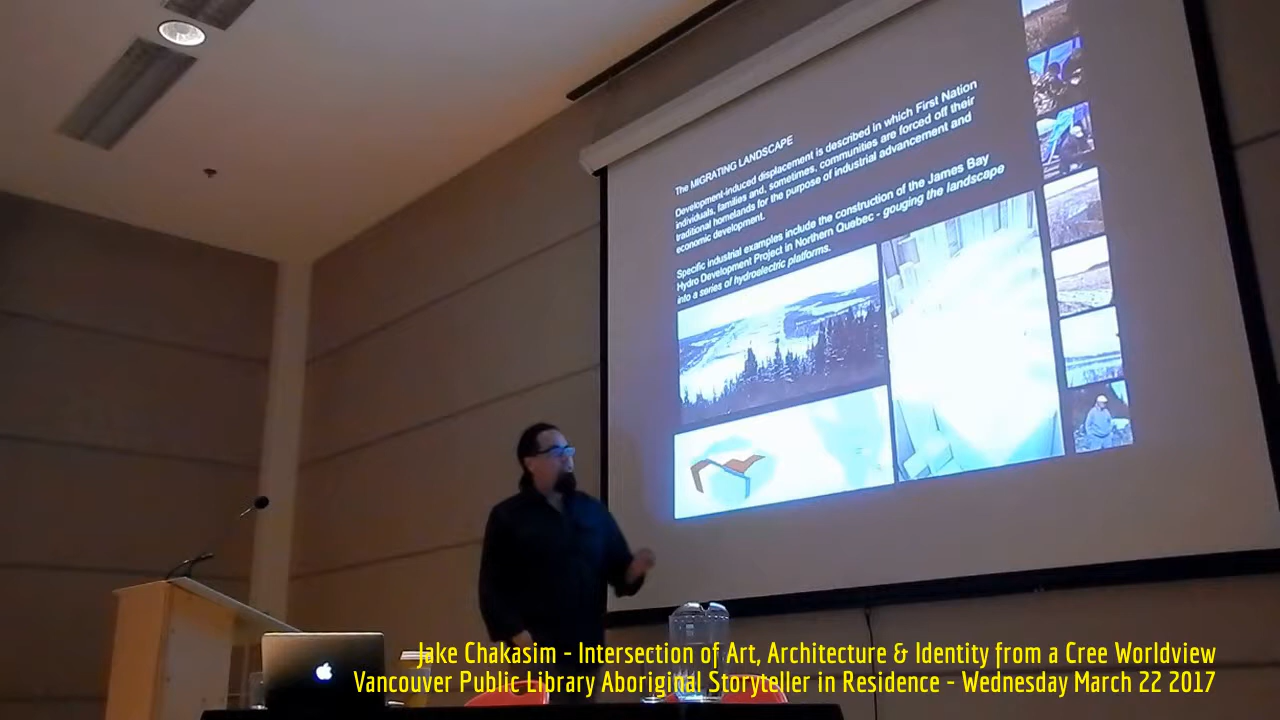 The MIGRATING LANDSCAPE
Development-induced displacement is described in which First Nation
individuals, families and, sometimes, communities are forced off their
traditional homelands for the purpose of industrial advancement and
economic development.
Specific industrial examples include the construction of the James Bay
Hydro Development Project in Northern Quebec - gouging the landscape
into a series of hydroelectric platforms.
Jake Chakasim - Intersection of Art, Architecture & Identity from a Cree Worldview
Vancouver Public Library Aboriginal Storyteller in Residence - Wednesday March 22 2017